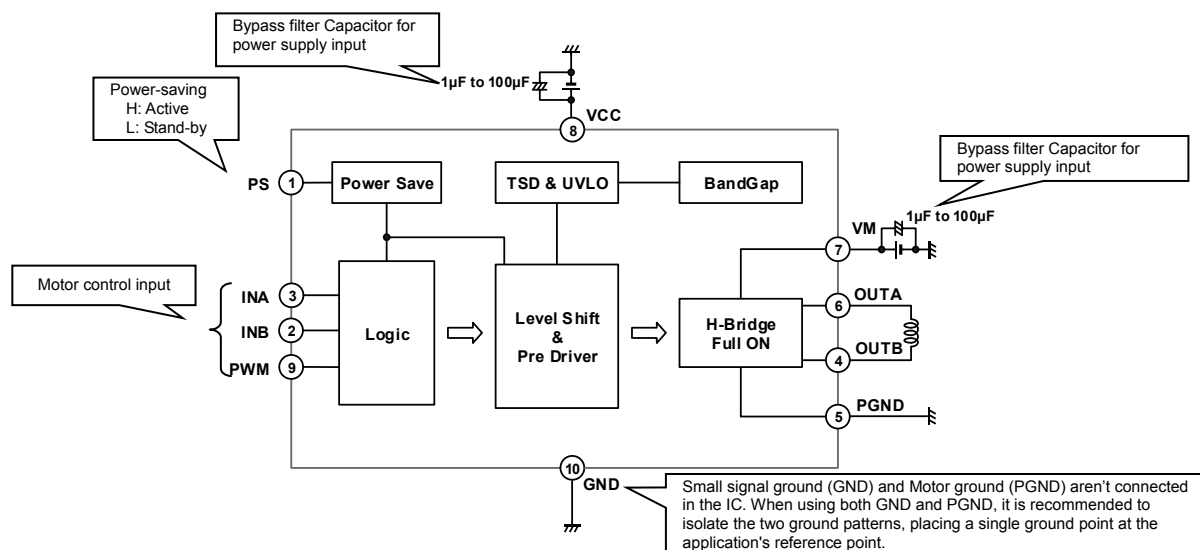 Bypass filter Capacitor for
power supply input
1µF to 100µF
Power-saving
H: Active
L: Stand-by
VCC
8
Bypass filter Capacitor for
power supply input
PS
1
Power Save
TSD & UVLO
BandGap
1µF to 100µF
VM
7
Motor control input
INA
3
INB
2
PWM
9
Logic
Level Shift
&
Pre Driver
H-Bridge
Full ON
OUTA
6
OUTB
4
PGND
5
10
GND
Small signal ground (GND) and Motor ground (PGND) aren't connected
in the IC. When using both GND and PGND, it is recommended to
isolate the two ground patterns, placing a single ground point at the
application's reference point.